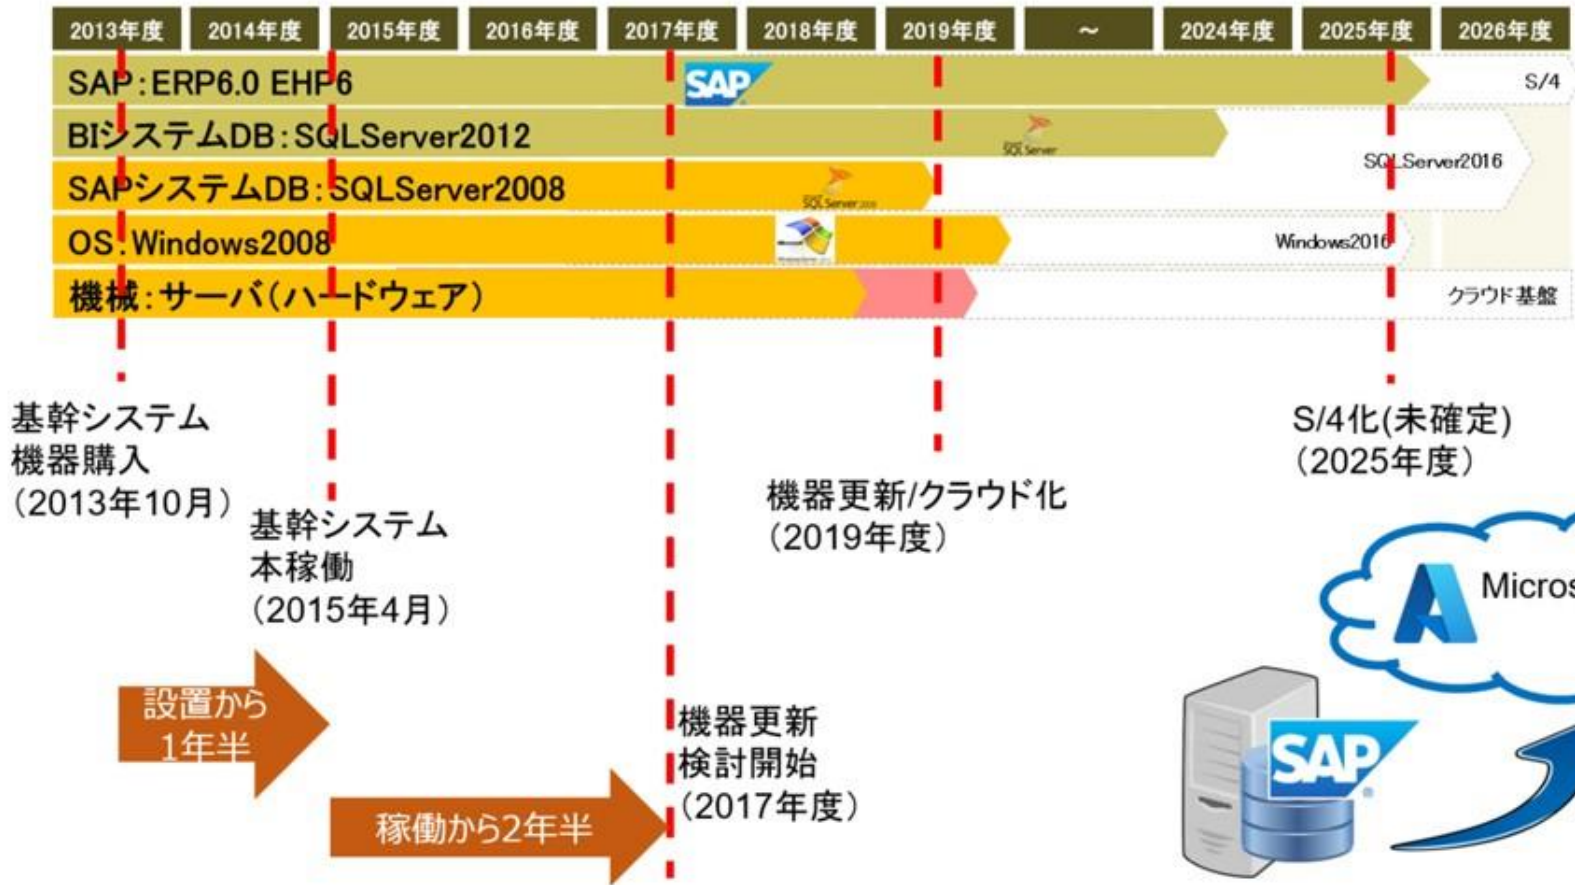 2013年度 2014年度 2015年度 2016年度 2017年度 2018年度 2019年度 ～ 2024年度 2025年度 2026年度
SAP：ERP6.0 EHP6 SAP S/4
BIシステムDB：SQLServer2012 SQL Server
SQLServer2016
SAPシステムDB：SQLServer2008
OS：Windows2008 Windows2016
機械：サーバ（ハードウェア） クラウド基盤
基幹システム
機器購入
（2013年10月）
基幹システム
本稼働
（2015年4月）
機器更新/クラウド化
（2019年度）
S/4化(未確定)
（2025年度）
Micros
設置から
1年半
機器更新
検討開始
（2017年度）
稼働から2年半
SAP